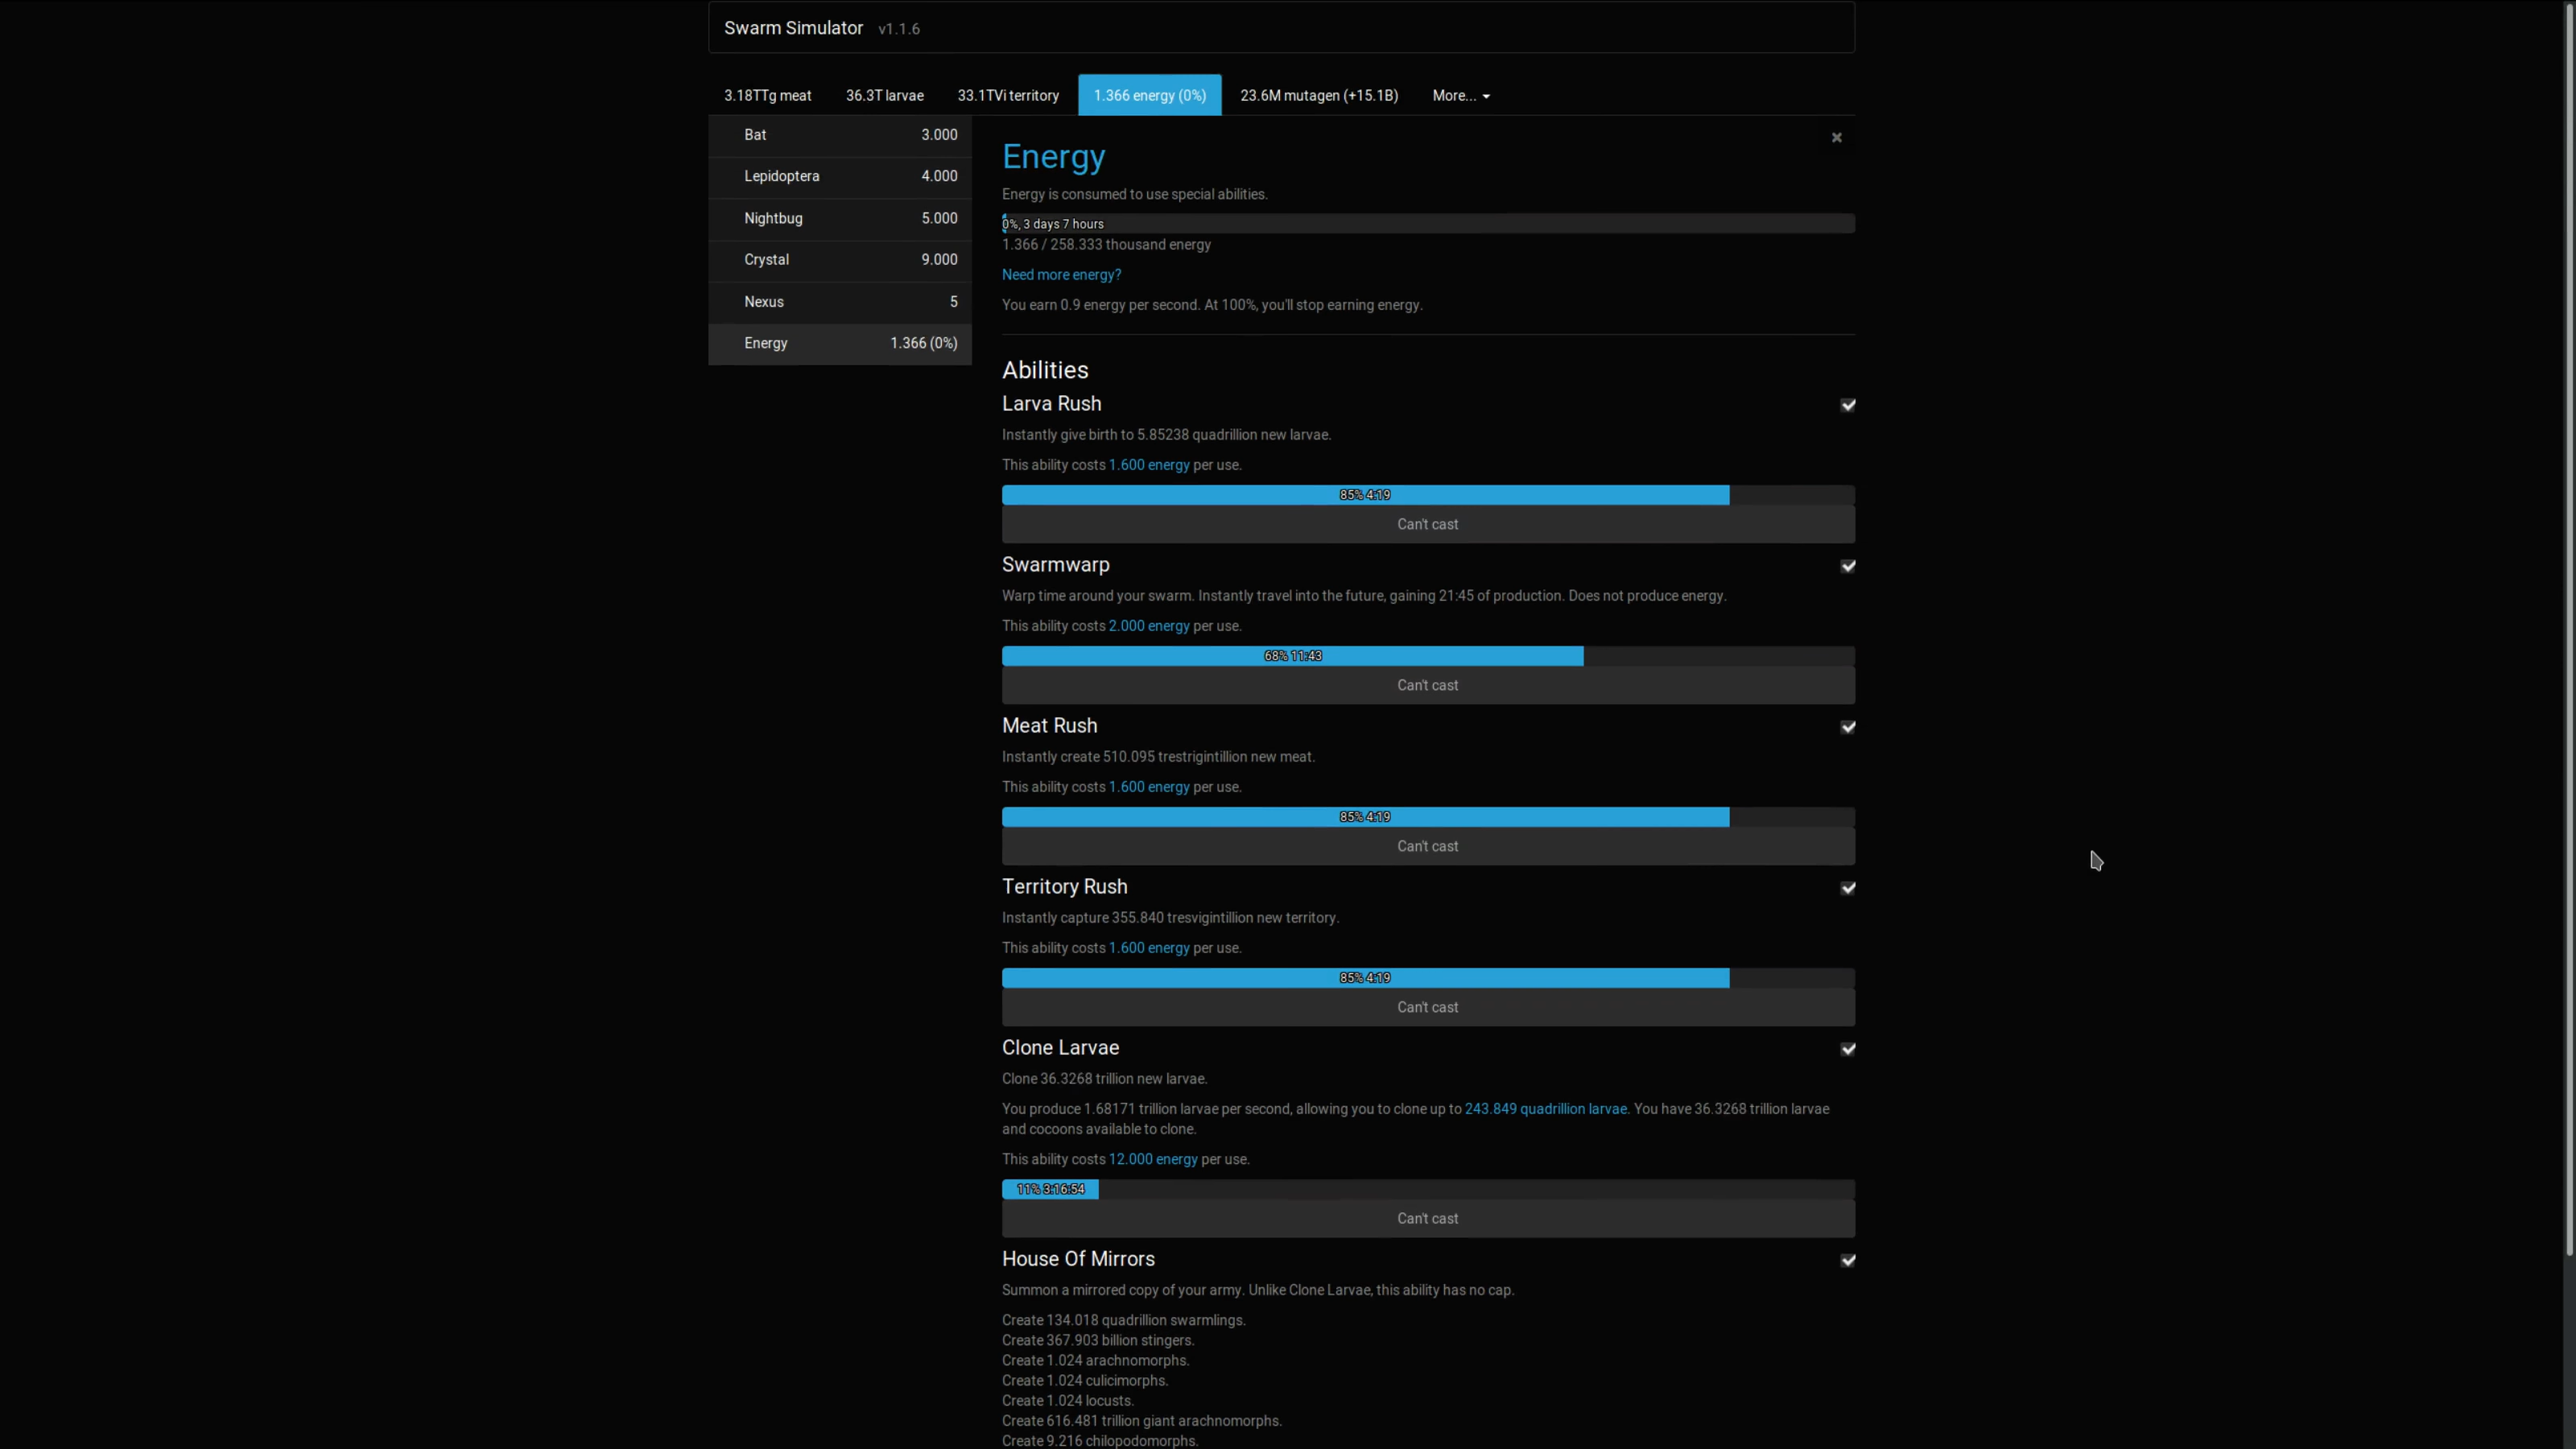 Swarm Simulator v1.1.6
3.18TTg meat 36.3T larvae 33.1TVi territory 1.366 energy (0%) 23.6M mutagen (+15.1B) More...
Bat 3.000
Lepidoptera 4.000
Nightbug 5.000
Crystal 9.000
Nexus 5
Energy 1.366 (0%)
Energy
Energy is consumed to use special abilities.
0%, 3 days 7 hours
1.366 / 258.333 thousand energy
Need more energy?
You earn 0.9 energy per second. At 100%, you'll stop earning energy.
Abilities
Larva Rush
Instantly give birth to 5.85238 quadrillion new larvae.
This ability costs 1.600 energy per use.
85% 4:19
Can't cast
Swarmwarp
Warp time around your swarm. Instantly travel into the future, gaining 21:45 of production. Does not produce energy.
This ability costs 2.000 energy per use.
68% 11:43
Can't cast
Meat Rush
Instantly create 510.095 trestrigintillion new meat.
This ability costs 1.600 energy per use.
85% 4:19
Can't cast
Territory Rush
Instantly capture 355.840 tresvigintillion new territory.
This ability costs 1.600 energy per use.
85% 4:19
Can't cast
Clone Larvae
Clone 36.3268 trillion new larvae.
You produce 1.68171 trillion larvae per second, allowing you to clone up to 243.849 quadrillion larvae. You have 36.3268 trillion larvae
and cocoons available to clone.
This ability costs 12.000 energy per use.
11% 3:16:54
Can't cast
House Of Mirrors
Summon a mirrored copy of your army. Unlike Clone Larvae, this ability has no cap.
Create 134.018 quadrillion swarmlings.
Create 367.903 billion stingers.
Create 1.024 arachnomorphs.
Create 1.024 culicimorphs.
Create 1.024 locusts.
Create 616.481 trillion giant arachnomorphs.
Create 9.216 chilopodomorphs.